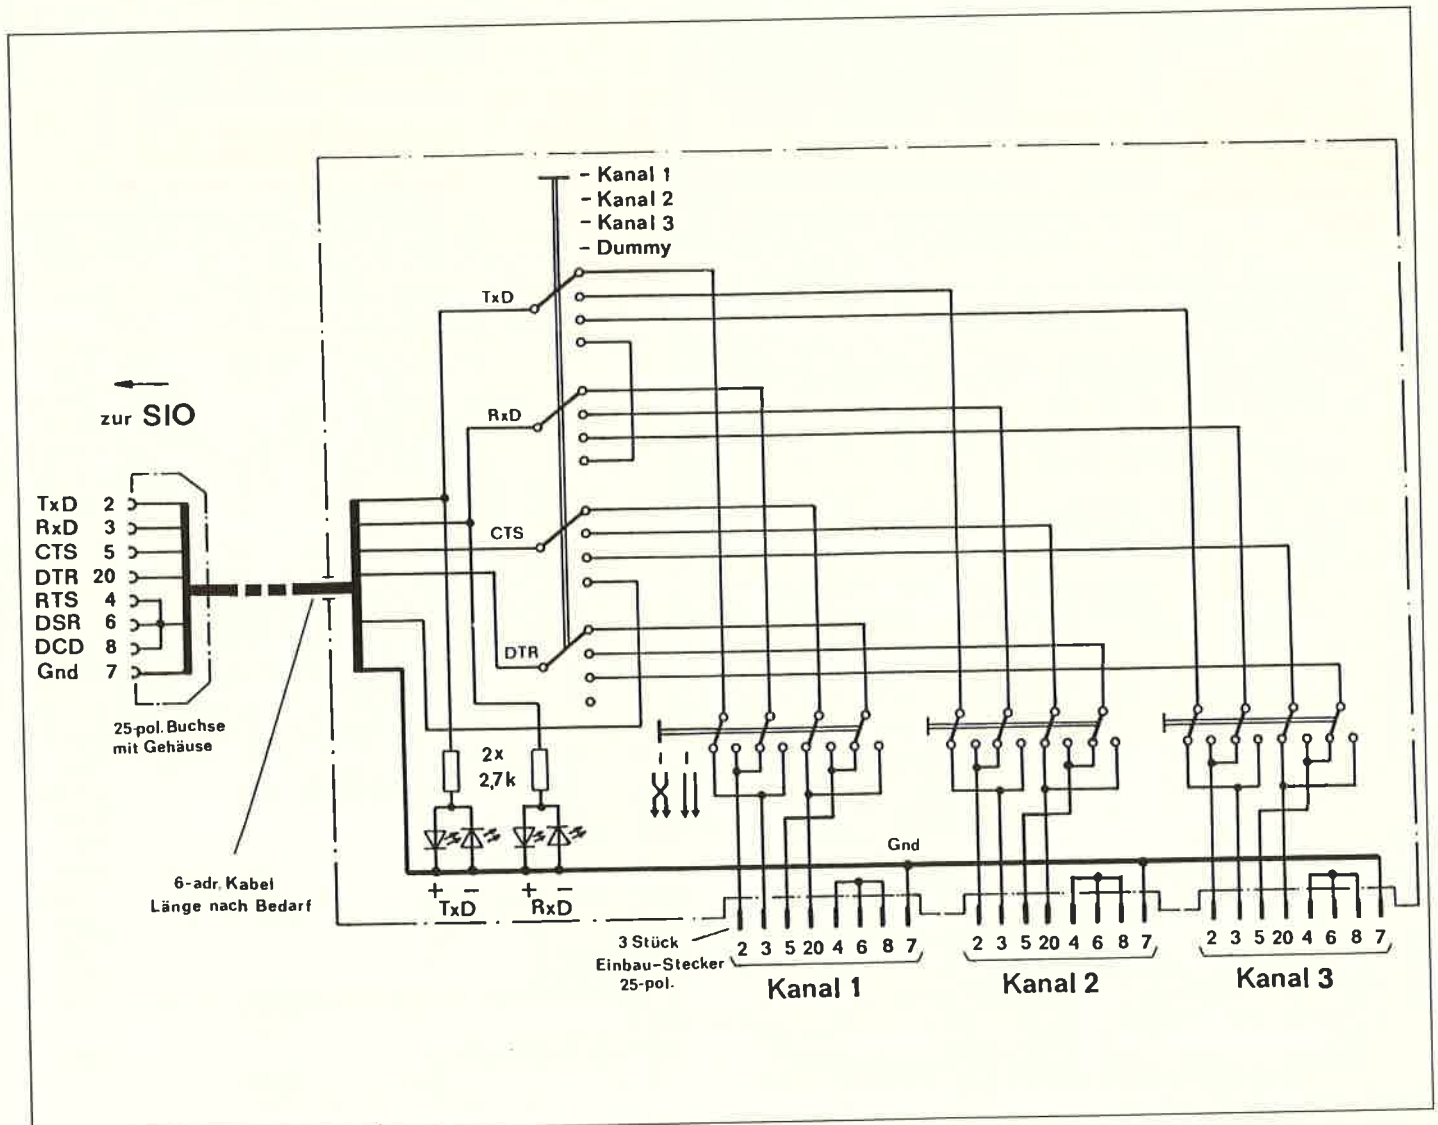 - Kanal 1
- Kanal 2
- Kanal 3
- Dummy
TxD
RxD
CTS
DTR
zur SIO
TxD 2
RxD 3
CTS 5
DTR 20
RTS 4
DSR 6
DCD 8
Gnd 7
25-pol. Buchse
mit Gehäuse
6-adr. Kabel
Länge nach Bedarf
2x
2,7k
+ −
TxD
+ −
RxD
Gnd
3 Stück
Einbau-Stecker
25-pol.
2 3 5 20 4 6 8 7
Kanal 1
2 3 5 20 4 6 8 7
Kanal 2
2 3 5 20 4 6 8 7
Kanal 3